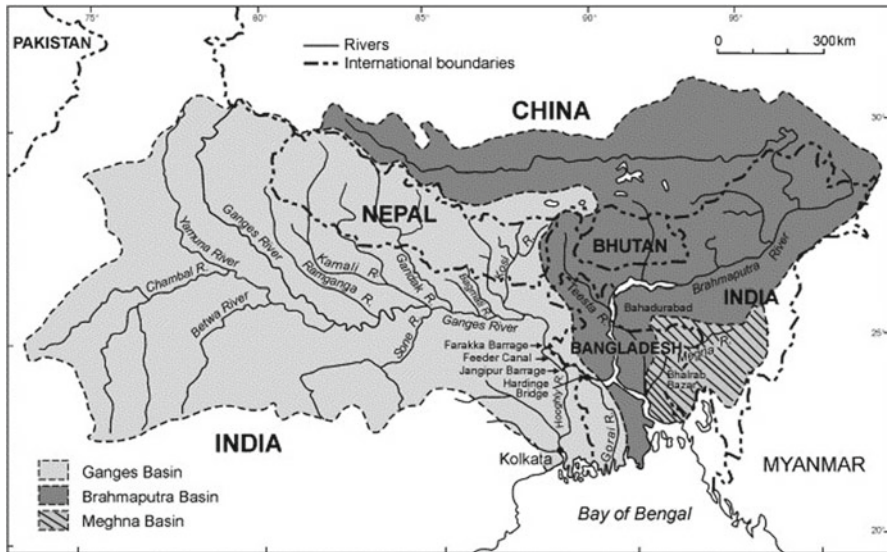 75°
80°
85°
90°
95°
PAKISTAN
Rivers
International boundaries
0
300km
CHINA
30°
30°
NEPAL
BHUTAN
Yamuna River
Ganges River
Karnali R.
Ramganga R.
Gandak R.
Bagmati R.
Kosi R.
Teesta R.
Brahmaputra River
INDIA
Chambal R.
Betwa River
Sone R.
Ganges River
Bahadurabad
25°
25°
BANGLADESH
Megna R.
Bhairab
Bazar
Farakka Barrage
Feeder Canal
Jangipur Barrage
Hardinge
Bridge
Hooghly R.
Gorai R.
INDIA
Kolkata
MYANMAR
Bay of Bengal
20°
Ganges Basin
Brahmaputra Basin
Meghna Basin